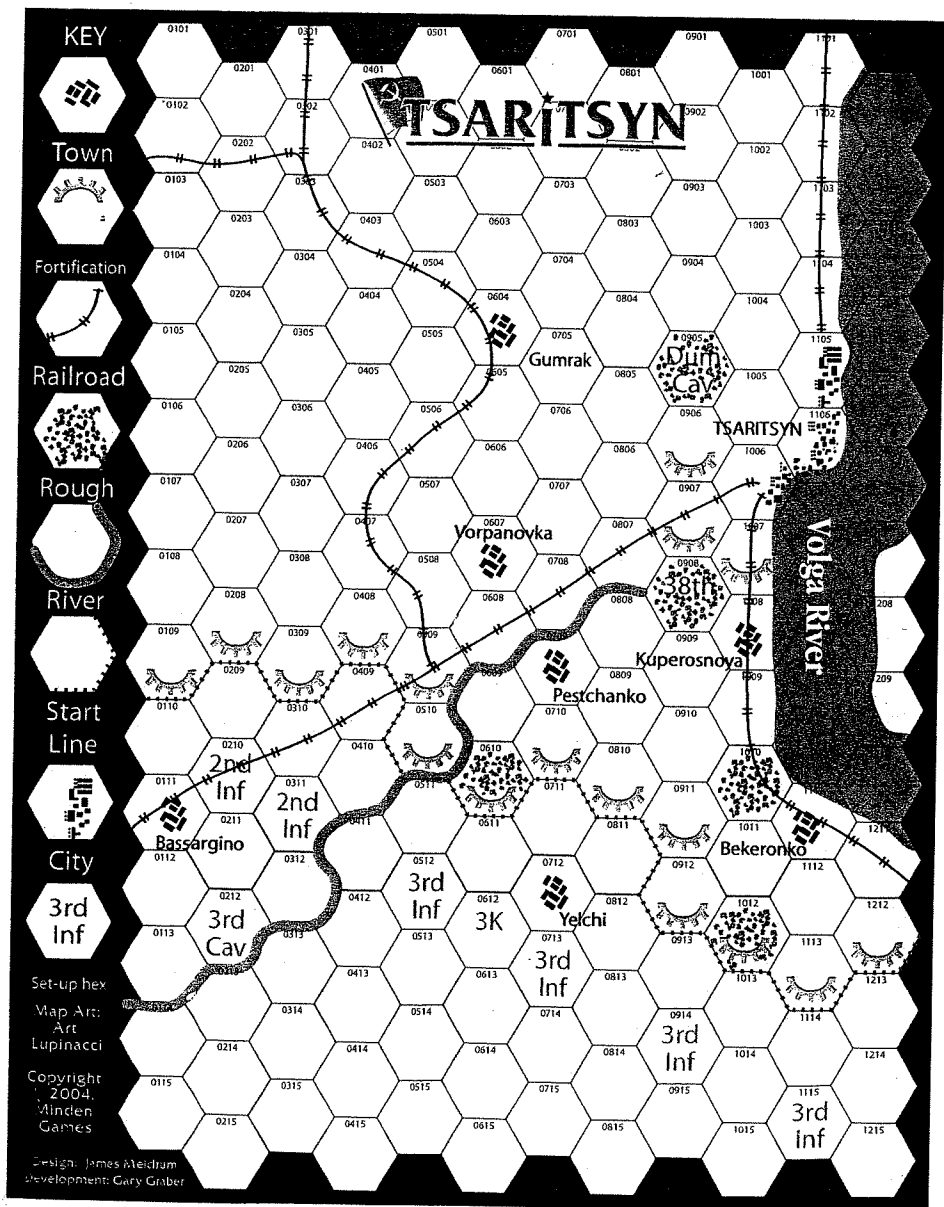 KEY
Town
Fortification
Railroad
Rough
River
Start
Line
City
3rd
Inf
Set-up hex
Map Art:
Art
Lupinacci
Copyright
2004,
Minden
Games
Design: James Meldrum
Development: Gary Graber
TSARITSYN
0101 0301 0501 0701 0901 1101
0201 0401 0601 0801 1001
0102 0302 0902 1102
0202 0402 1002
0103 0303 0503 0703 0903 1103
0203 0403 0603 0803 1003
0104 0304 0504 0704 0904 1104
0204 0404 0604 0804 1004
0105 0305 0505 0705 0905 1105
Gumrak
Dum
Cav
0205 0405 0605 0805 1005
0106 0306 0506 0706 0906 1106
TSARITSYN
0206 0406 0606 0806 1006
0107 0307 0507 0707 0907
0207 0407 0607 0807 1007
Vorpanovka
Volga River
0108 0308 0508 0708 0908
38th
0208 0408 0608 0808 1008 208
0109 0309 0509 0909
Kuperosnova
0209 0409 0609 0809 1009 209
Pestchanko
0110 0310 0510 0710 0910
0210 0410 0610 0810 1010
2nd
Inf
0111 0311 0511 0711 0911
2nd
Inf
0211 0411 0611 0811 1011 1211
Bassargino
Bekeronko
0112 0312 0512 0712 0912 1112
3rd
Inf
0212 0412 0612 0812 1012 1212
3rd
Cav
3K
Yelchi
0113 0313 0513 0713 0913 1113
3rd
Inf
0413 0613 0813 1013 1213
0314 0514 0714 0914 1114
3rd
Inf
0214 0414 0614 0814 1014 1214
0115 0315 0515 0715 0915 1115
3rd
Inf
0215 0415 0615 0815 1015 1215